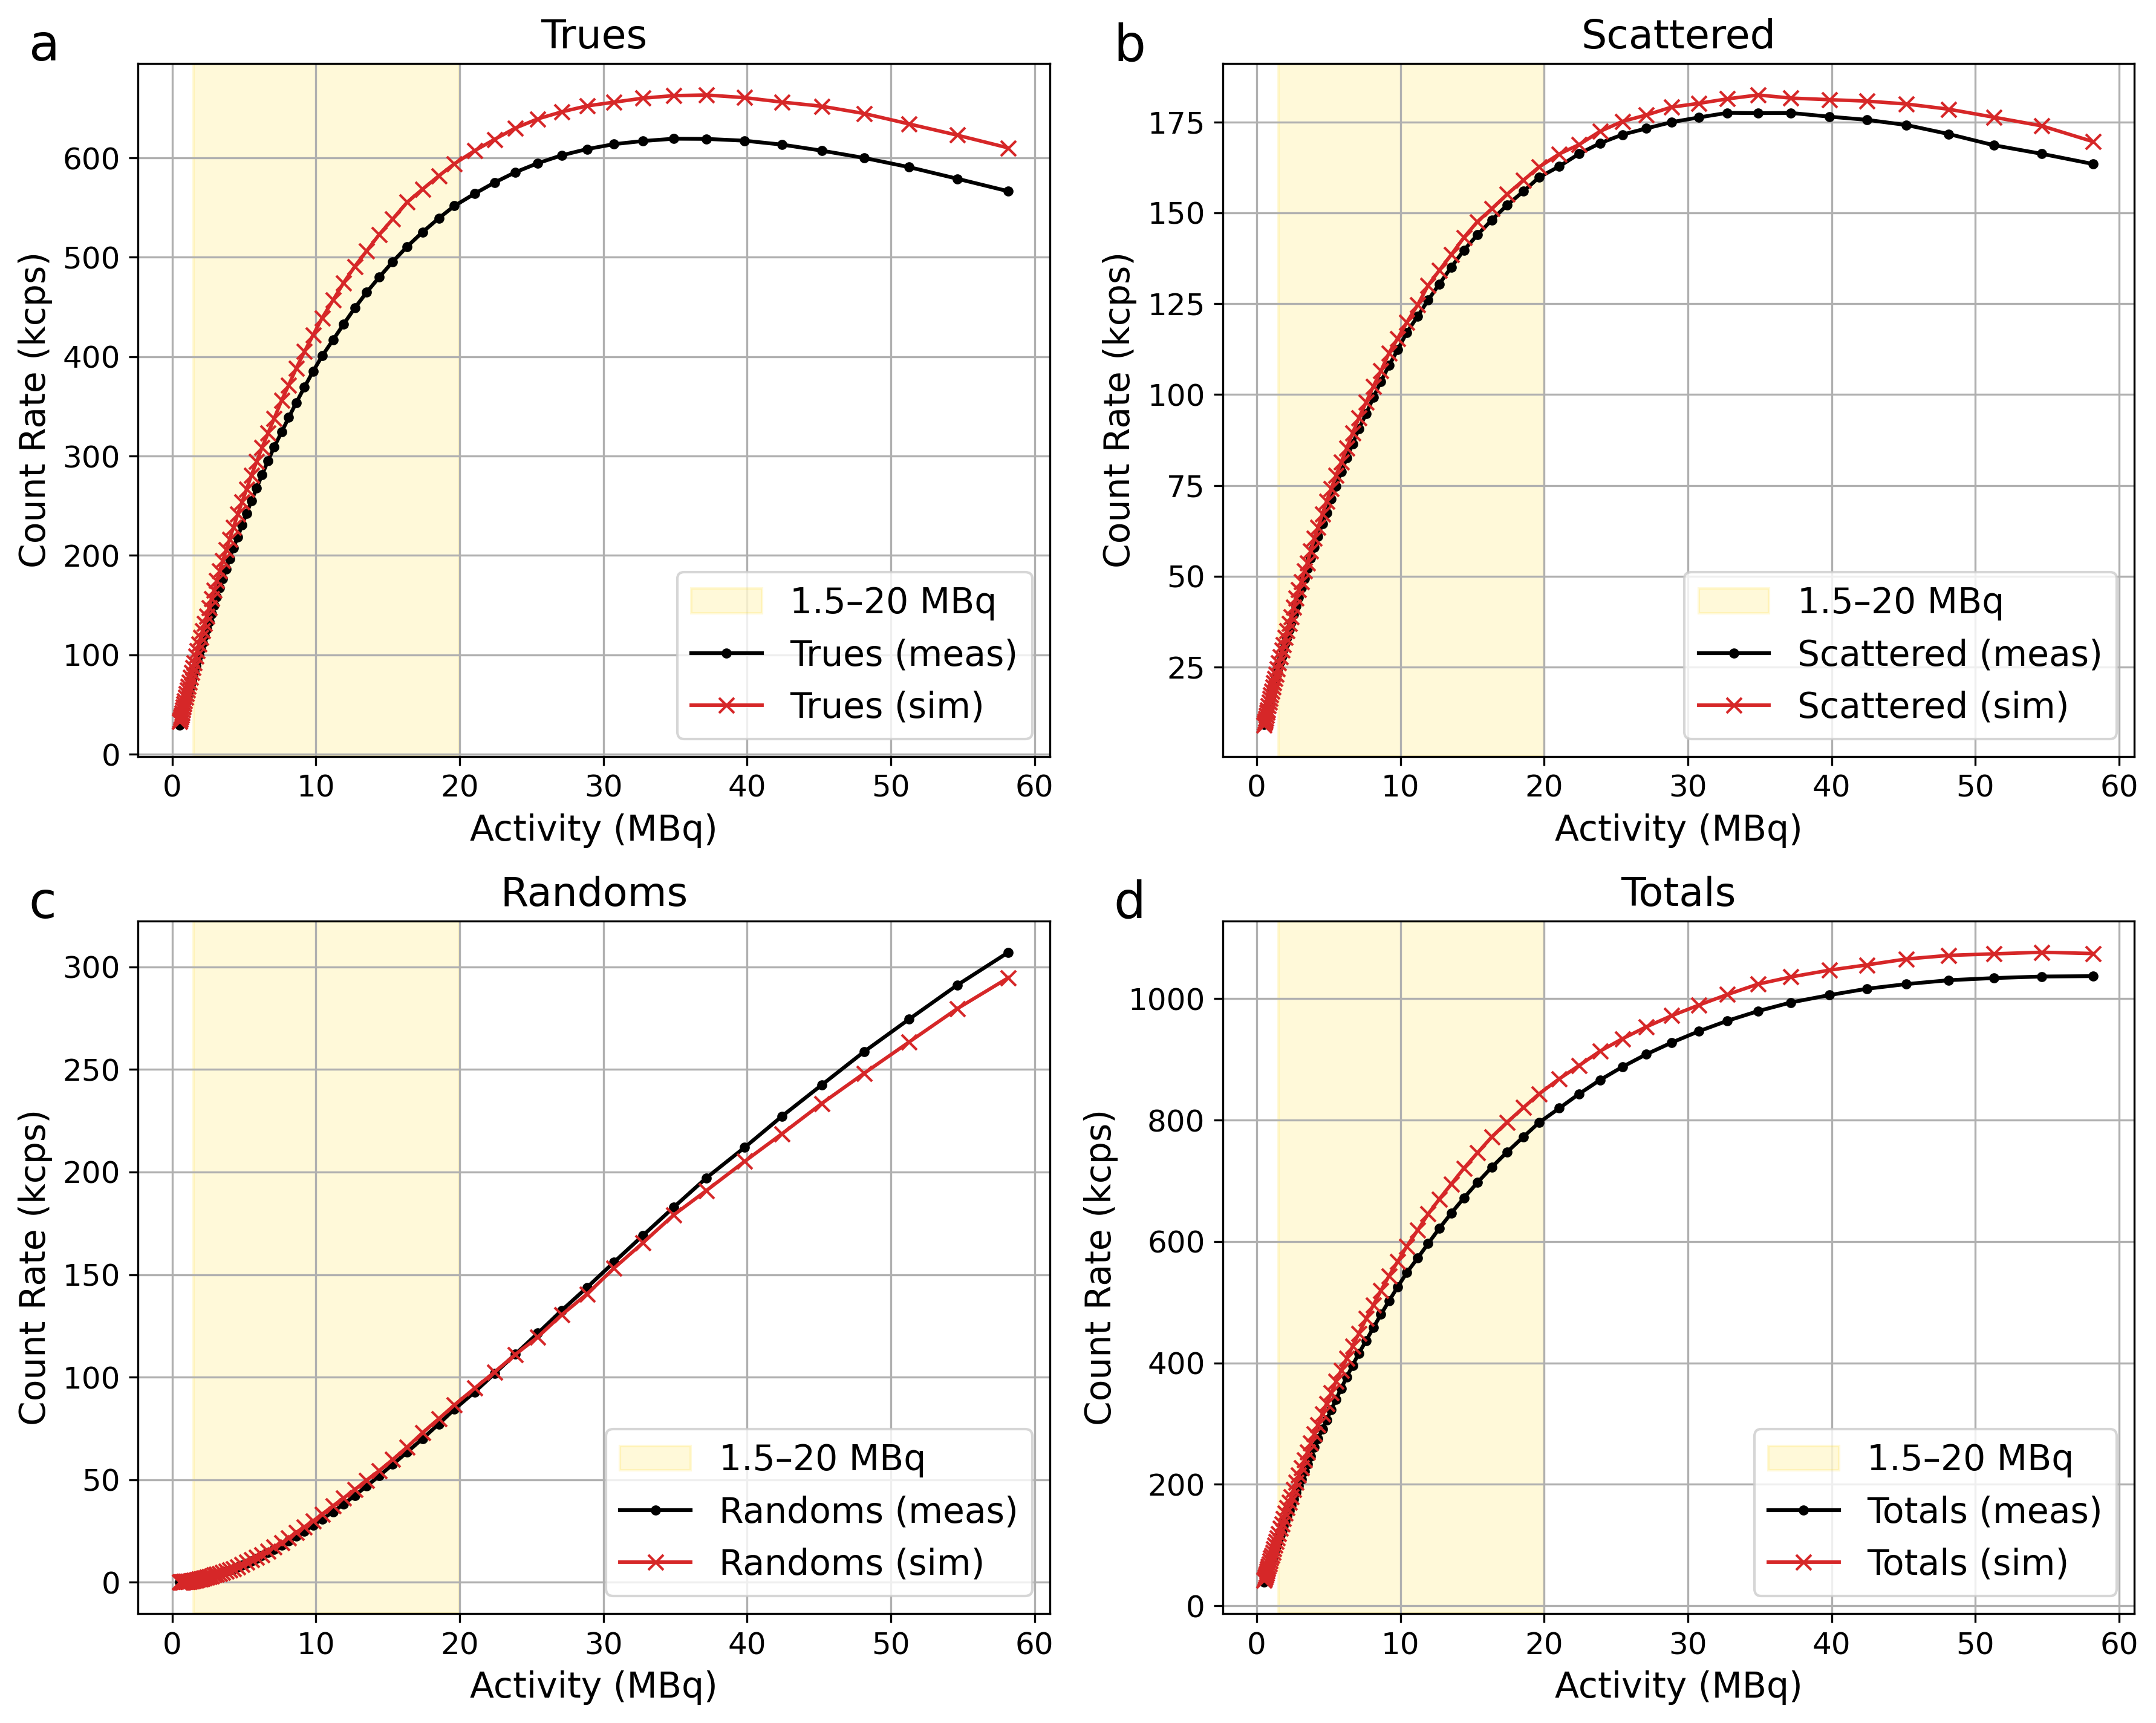 a
Trues
Count Rate (kcps)
600
500
400
300
200
100
0
1.5–20 MBq
Trues (meas)
Trues (sim)
0 10 20 30 40 50 60
Activity (MBq)
b
Scattered
Count Rate (kcps)
175
150
125
100
75
50
25
1.5–20 MBq
Scattered (meas)
Scattered (sim)
0 10 20 30 40 50 60
Activity (MBq)
c
Randoms
Count Rate (kcps)
300
250
200
150
100
50
0
1.5–20 MBq
Randoms (meas)
Randoms (sim)
0 10 20 30 40 50 60
Activity (MBq)
d
Totals
Count Rate (kcps)
1000
800
600
400
200
0
1.5–20 MBq
Totals (meas)
Totals (sim)
0 10 20 30 40 50 60
Activity (MBq)